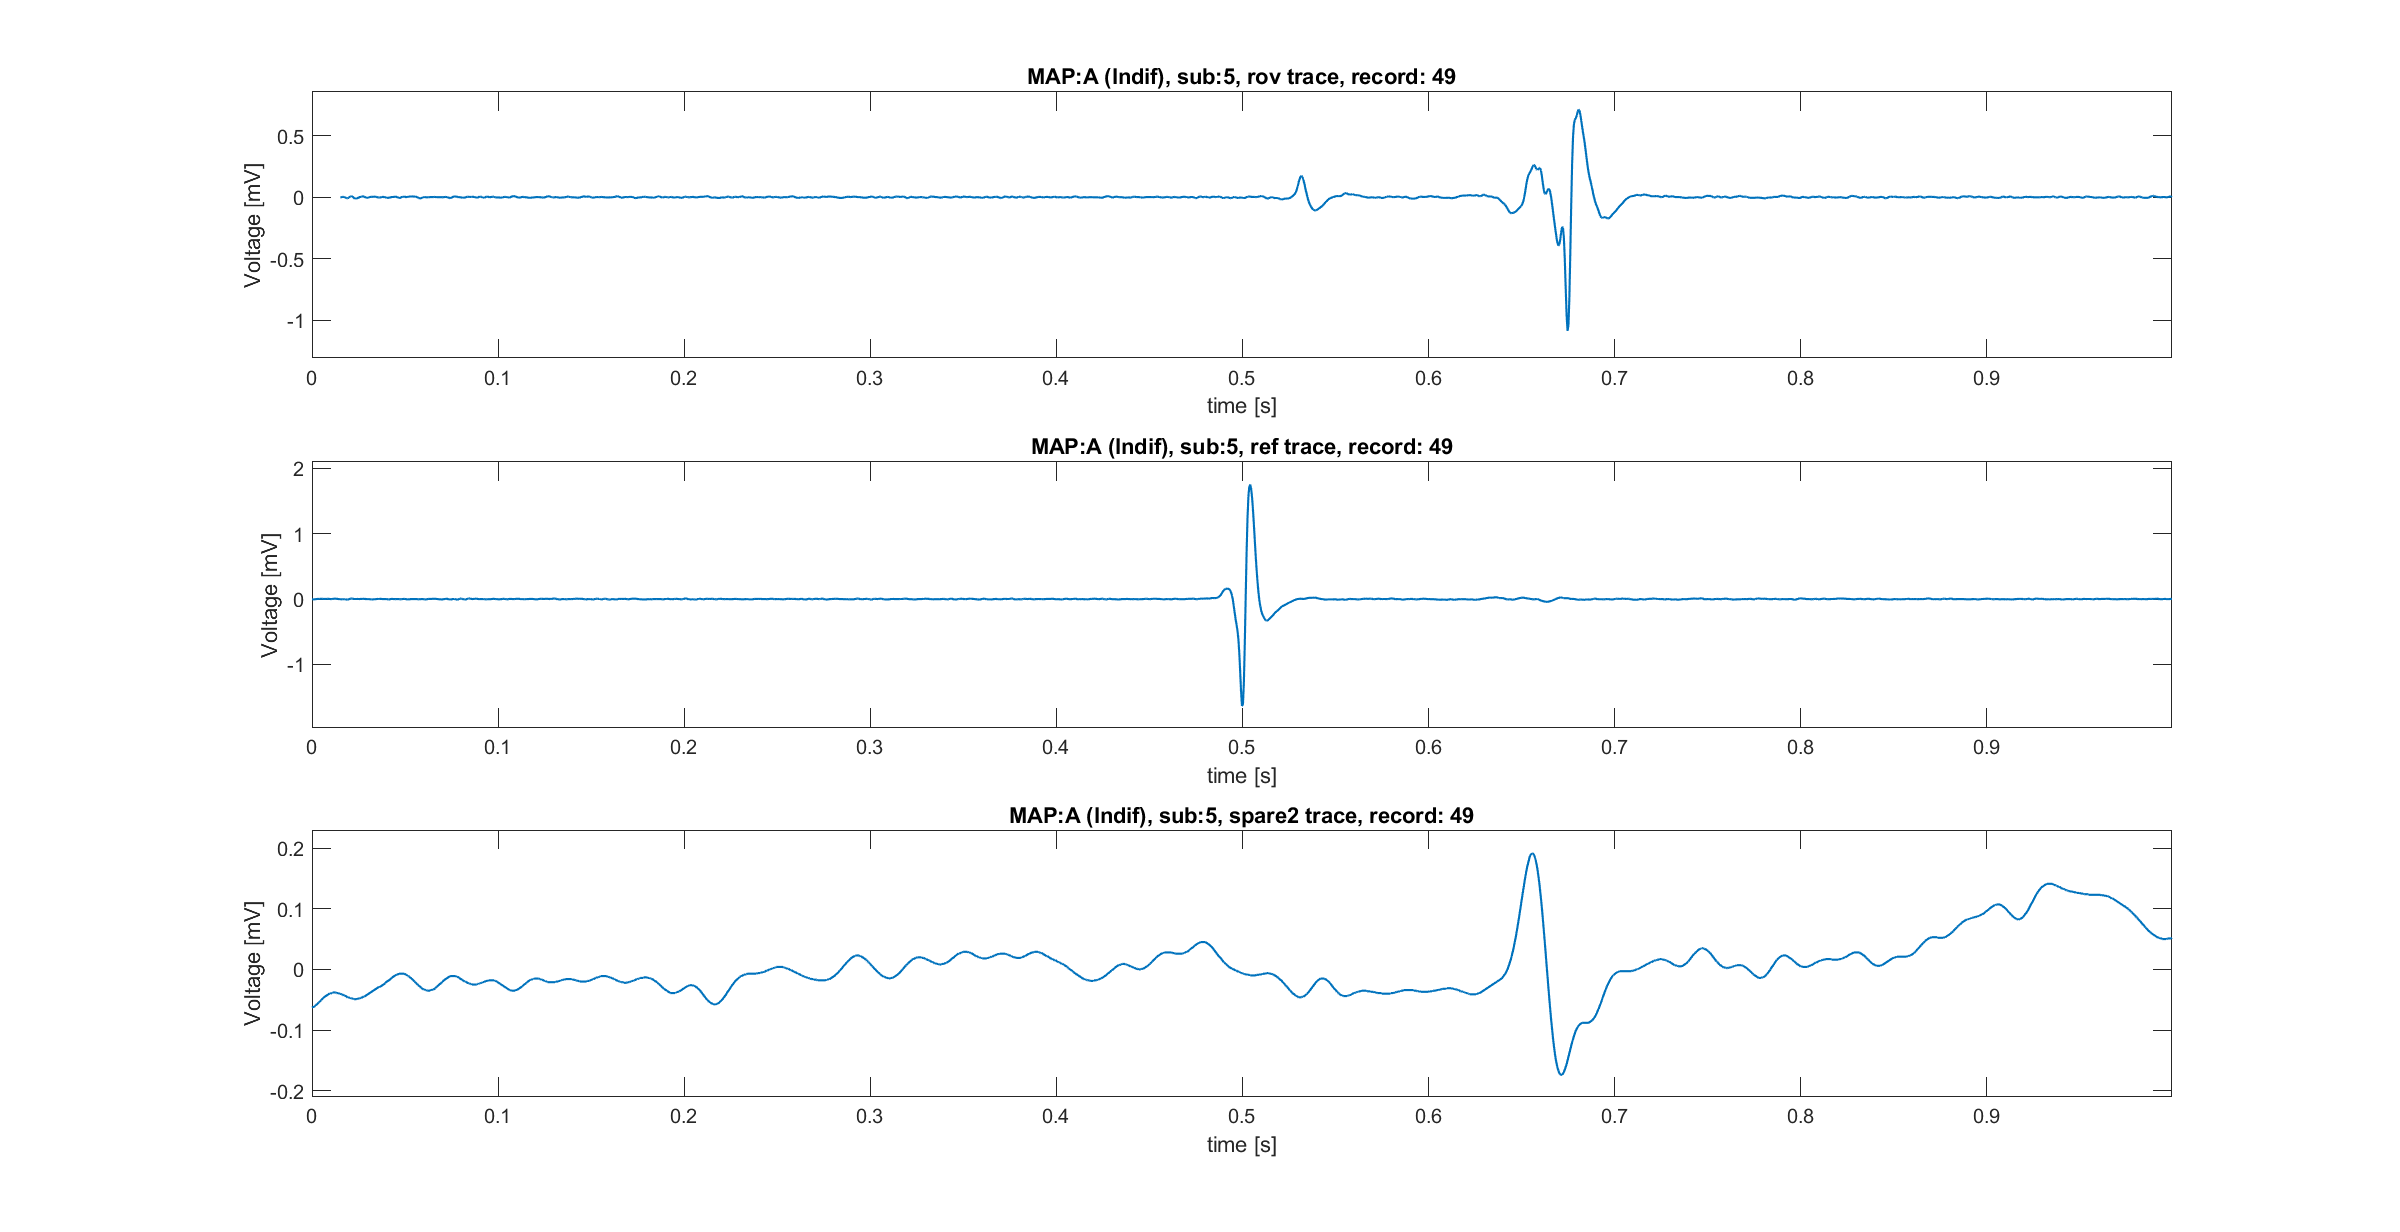 MAP:A (Indif), sub:5, rov trace, record: 49
0.5
0
-0.5
-1
Voltage [mV]
0 0.1 0.2 0.3 0.4 0.5 0.6 0.7 0.8 0.9
time [s]
MAP:A (Indif), sub:5, ref trace, record: 49
2
1
0
-1
Voltage [mV]
0 0.1 0.2 0.3 0.4 0.5 0.6 0.7 0.8 0.9
time [s]
MAP:A (Indif), sub:5, spare2 trace, record: 49
0.2
0.1
0
-0.1
-0.2
Voltage [mV]
0 0.1 0.2 0.3 0.4 0.5 0.6 0.7 0.8 0.9
time [s]